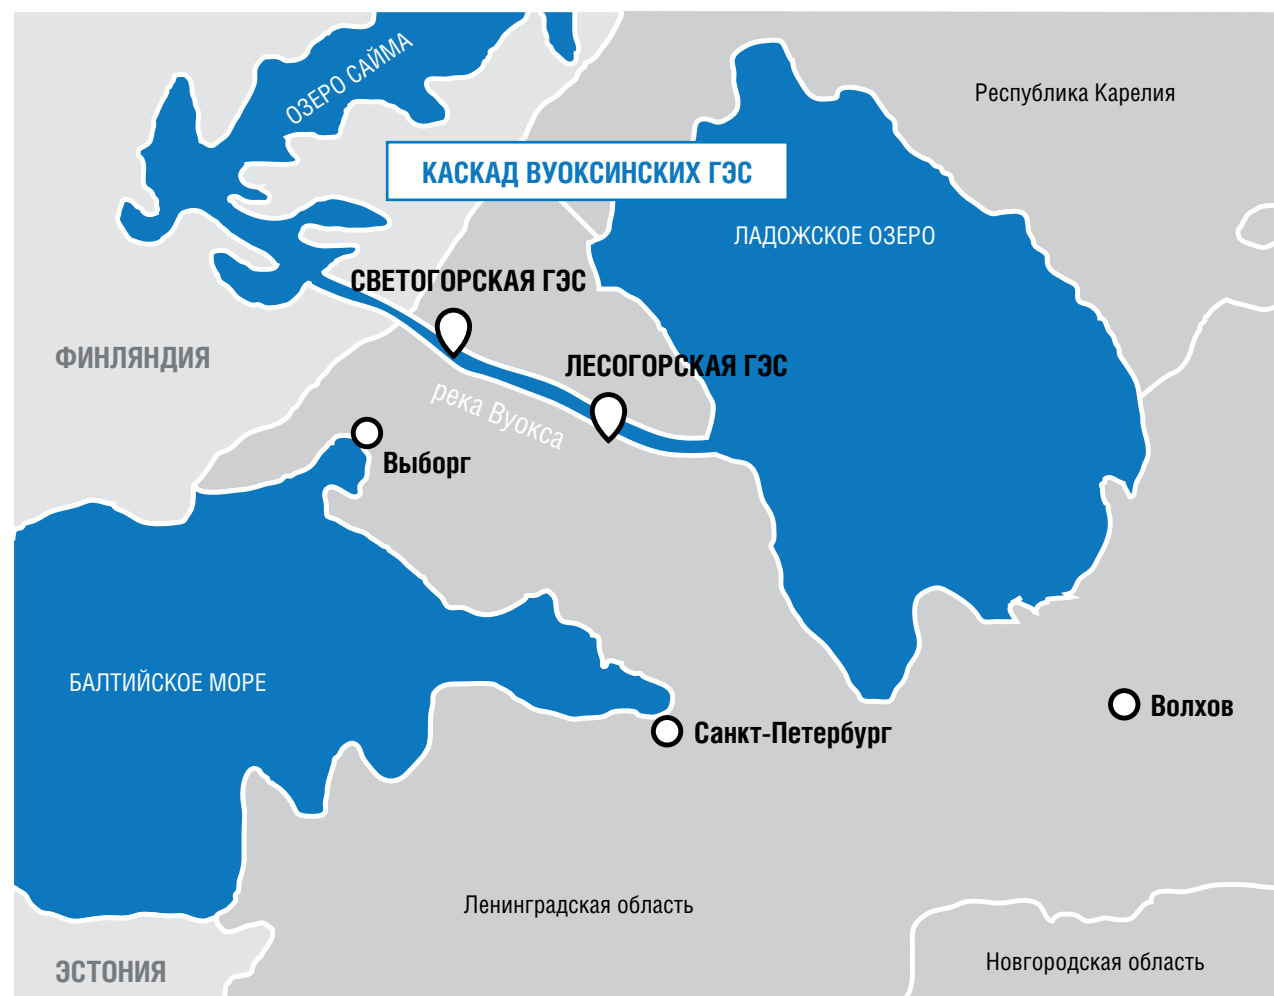 ОЗЕРО САЙМА
Республика Карелия
КАСКАД ВУОКСИНСКИХ ГЭС
ЛАДОЖСКОЕ ОЗЕРО
СВЕТОГОРСКАЯ ГЭС
ФИНЛЯНДИЯ
ЛЕСОГОРСКАЯ ГЭС
река Вуокса
Выборг
БАЛТИЙСКОЕ МОРЕ
Волхов
Санкт-Петербург
Ленинградская область
Новгородская область
ЭСТОНИЯ